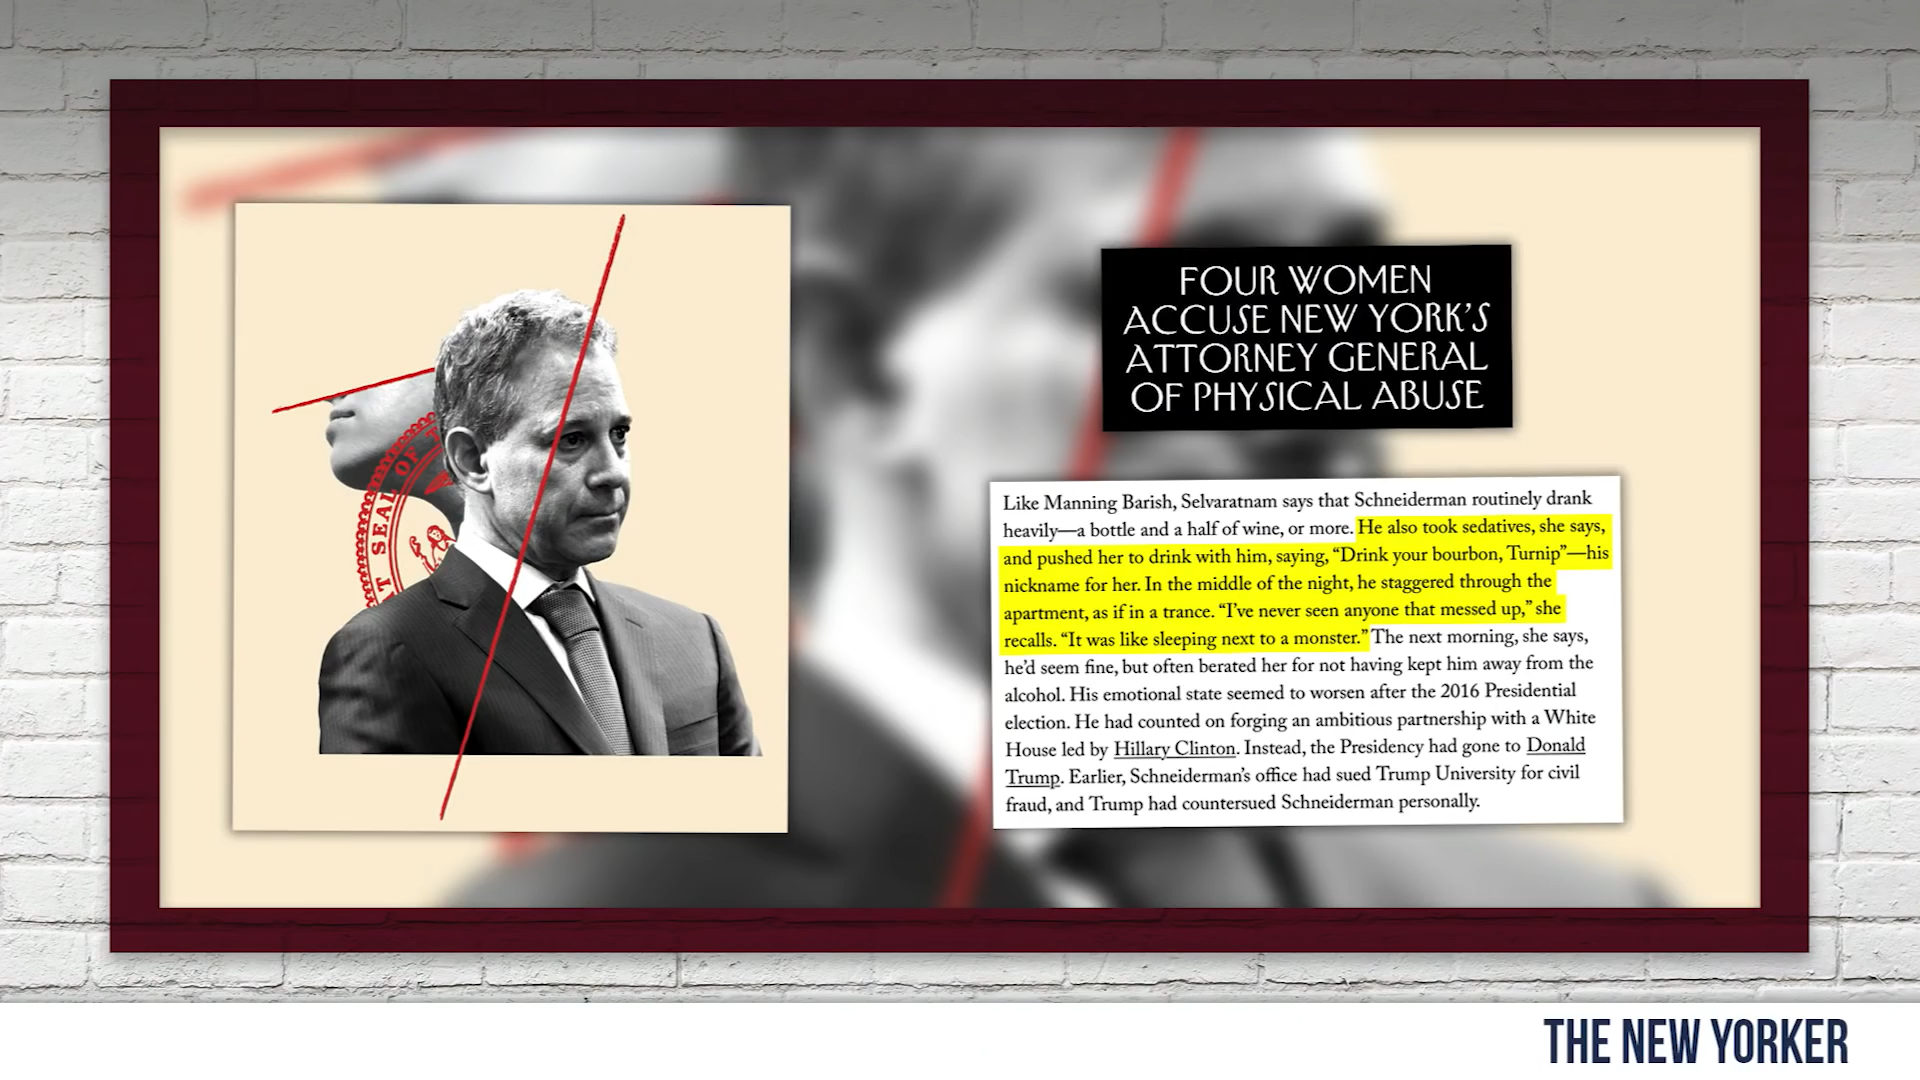 SEAL OF T
FOUR WOMEN
ACCUSE NEW YORK'S
ATTORNEY GENERAL
OF PHYSICAL ABUSE
Like Manning Barish, Selvaratnam says that Schneiderman routinely drank
heavily—a bottle and a half of wine, or more. He also took sedatives, she says,
and pushed her to drink with him, saying, “Drink your bourbon, Turnip”—his
nickname for her. In the middle of the night, he staggered through the
apartment, as if in a trance. “I’ve never seen anyone that messed up,” she
recalls. “It was like sleeping next to a monster.” The next morning, she says,
he’d seem fine, but often berated her for not having kept him away from the
alcohol. His emotional state seemed to worsen after the 2016 Presidential
election. He had counted on forging an ambitious partnership with a White
House led by Hillary Clinton. Instead, the Presidency had gone to Donald
Trump. Earlier, Schneiderman’s office had sued Trump University for civil
fraud, and Trump had countersued Schneiderman personally.
THE NEW YORKER